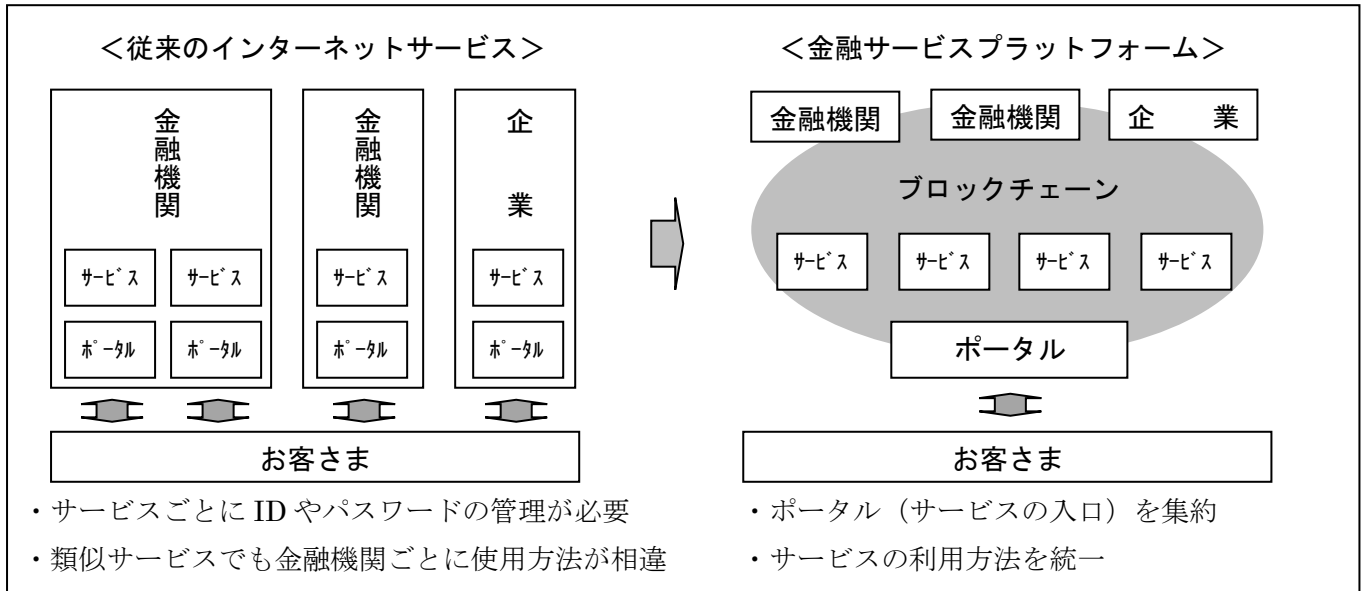 ＜従来のインターネットサービス＞
金融機関
ｻｰﾋﾞｽ
ｻｰﾋﾞｽ
ﾎﾟｰﾀﾙ
ﾎﾟｰﾀﾙ
金融機関
ｻｰﾋﾞｽ
ﾎﾟｰﾀﾙ
企業
ｻｰﾋﾞｽ
ﾎﾟｰﾀﾙ
お客さま
・サービスごとに ID やパスワードの管理が必要
・類似サービスでも金融機関ごとに使用方法が相違
＜金融サービスプラットフォーム＞
金融機関
金融機関
企　業
ブロックチェーン
ｻｰﾋﾞｽ
ｻｰﾋﾞｽ
ｻｰﾋﾞｽ
ｻｰﾋﾞｽ
ポータル
お客さま
・ポータル（サービスの入口）を集約
・サービスの利用方法を統一